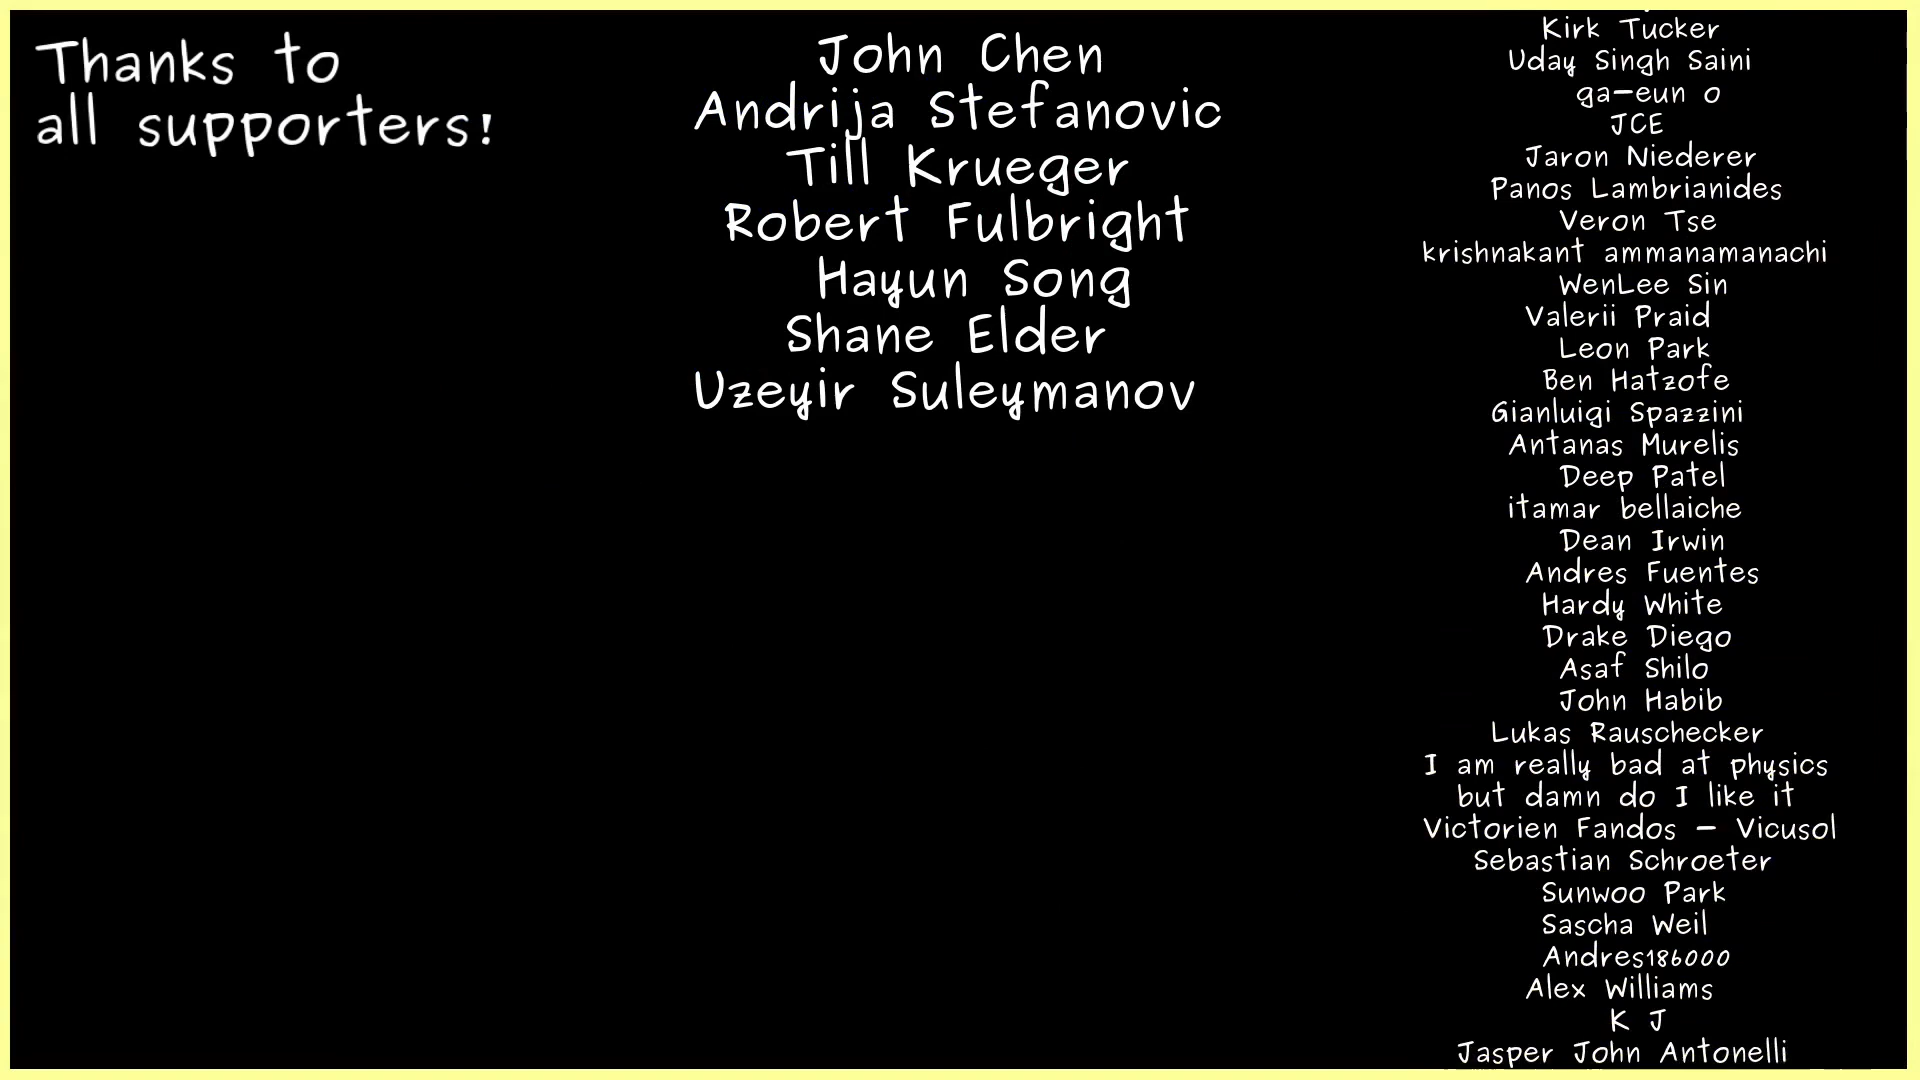 Thanks to
all supporters!
John Chen
Andrija Stefanovic
Till Krueger
Robert Fulbright
Hayun Song
Shane Elder
Uzeyir Suleymanov
Kirk Tucker
Uday Singh Saini
ga-eun o
JCE
Jaron Niederer
Panos Lambrianides
Veron Tse
krishnakant ammanamanachi
WenLee Sin
Valerii Praid
Leon Park
Ben Hatzofe
Gianluigi Spazzini
Antanas Murelis
Deep Patel
itamar bellaiche
Dean Irwin
Andres Fuentes
Hardy White
Drake Diego
Asaf Shilo
John Habib
Lukas Rauschecker
I am really bad at physics
but damn do I like it
Victorien Fandos - Vicusol
Sebastian Schroeter
Sunwoo Park
Sascha Weil
Andres186000
Alex Williams
K J
Jasper John Antonelli